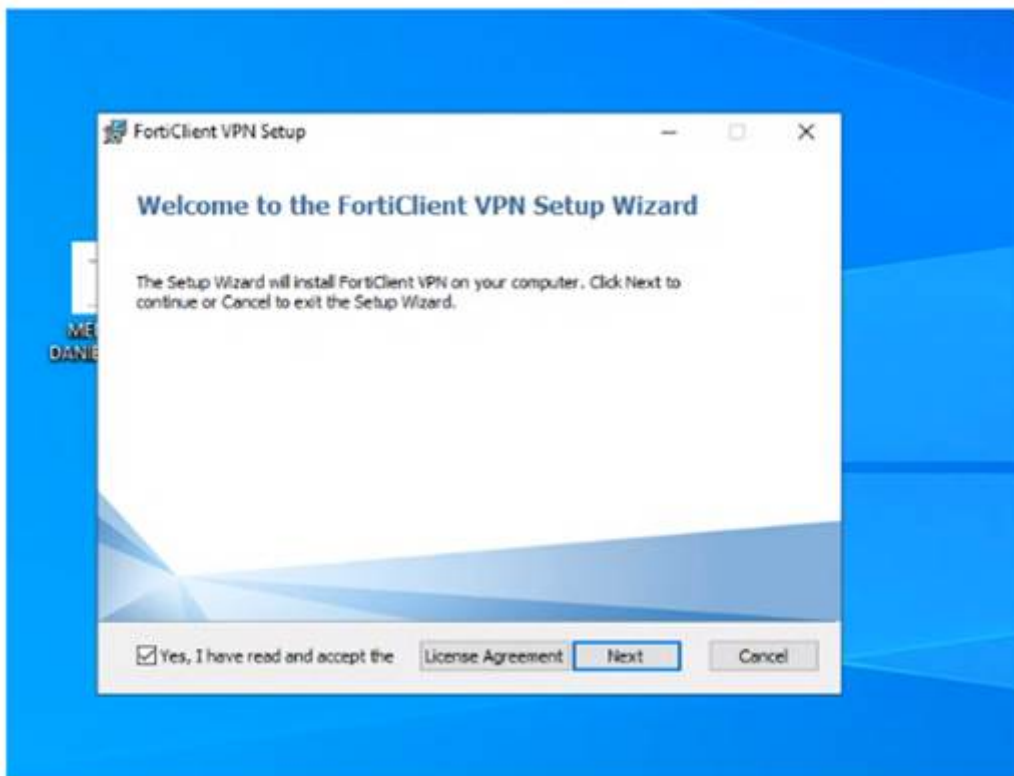 FortiClient VPN Setup
Welcome to the FortiClient VPN Setup Wizard
The Setup Wizard will install FortiClient VPN on your computer. Click Next to
continue or Cancel to exit the Setup Wizard.
Yes, I have read and accept the License Agreement Next Cancel